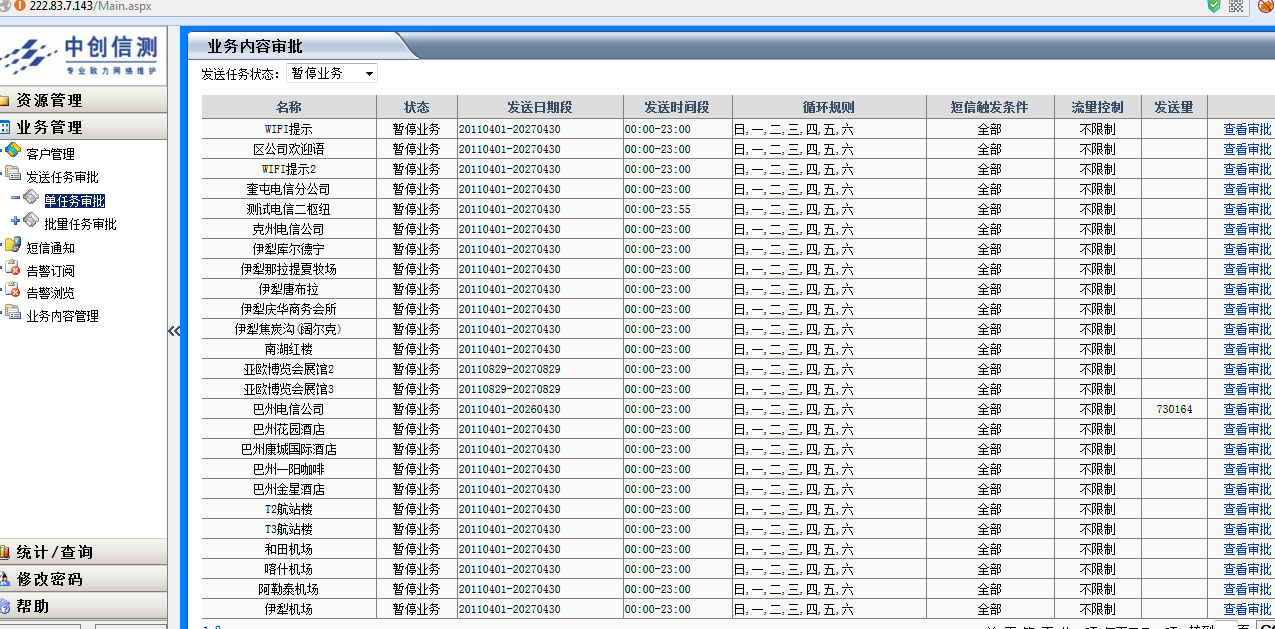 222.83.7.143/Main.aspx
中创信测
专业致力网络维护
资源管理
业务管理
客户管理
发送任务审批
单任务审批
批量任务审批
短信通知
告警订阅
告警浏览
业务内容管理
统计/查询
修改密码
帮助
业务内容审批
发送任务状态: 暂停业务
名称 状态 发送日期段 发送时间段 循环规则 短信触发条件 流量控制 发送量
WIFI提示 暂停业务 20110401-20270430 00:00-23:00 日,一,二,三,四,五,六 全部 不限制 查看审批
区公司欢迎语 暂停业务 20110401-20270430 00:00-23:00 日,一,二,三,四,五,六 全部 不限制 查看审批
WIFI提示2 暂停业务 20110401-20270430 00:00-23:00 日,一,二,三,四,五,六 全部 不限制 查看审批
奎屯电信分公司 暂停业务 20110401-20270430 00:00-23:00 日,一,二,三,四,五,六 全部 不限制 查看审批
测试电信二枢纽 暂停业务 20110401-20270430 00:00-23:55 日,一,二,三,四,五,六 全部 不限制 查看审批
克州电信公司 暂停业务 20110401-20270430 00:00-23:00 日,一,二,三,四,五,六 全部 不限制 查看审批
伊犁库尔德宁 暂停业务 20110401-20270430 00:00-23:00 日,一,二,三,四,五,六 全部 不限制 查看审批
伊犁那拉提夏牧场 暂停业务 20110401-20270430 00:00-23:00 日,一,二,三,四,五,六 全部 不限制 查看审批
伊犁唐布拉 暂停业务 20110401-20270430 00:00-23:00 日,一,二,三,四,五,六 全部 不限制 查看审批
伊犁庆华商务会所 暂停业务 20110401-20270430 00:00-23:00 日,一,二,三,四,五,六 全部 不限制 查看审批
伊犁焦炭沟(阔尔克) 暂停业务 20110401-20270430 00:00-23:00 日,一,二,三,四,五,六 全部 不限制 查看审批
南湖红楼 暂停业务 20110401-20270430 00:00-23:00 日,一,二,三,四,五,六 全部 不限制 查看审批
亚欧博览会展馆2 暂停业务 20110829-20270829 00:00-23:00 日,一,二,三,四,五,六 全部 不限制 查看审批
亚欧博览会展馆3 暂停业务 20110829-20270829 00:00-23:00 日,一,二,三,四,五,六 全部 不限制 查看审批
巴州电信公司 暂停业务 20110401-20260430 00:00-23:00 日,一,二,三,四,五,六 全部 不限制 730164 查看审批
巴州花园酒店 暂停业务 20110401-20270430 00:00-23:00 日,一,二,三,四,五,六 全部 不限制 查看审批
巴州康城国际酒店 暂停业务 20110401-20270430 00:00-23:00 日,一,二,三,四,五,六 全部 不限制 查看审批
巴州一阳咖啡 暂停业务 20110401-20270430 00:00-23:00 日,一,二,三,四,五,六 全部 不限制 查看审批
巴州金星酒店 暂停业务 20110401-20270430 00:00-23:00 日,一,二,三,四,五,六 全部 不限制 查看审批
T2航站楼 暂停业务 20110401-20270430 00:00-23:00 日,一,二,三,四,五,六 全部 不限制 查看审批
T3航站楼 暂停业务 20110401-20270430 00:00-23:00 日,一,二,三,四,五,六 全部 不限制 查看审批
和田机场 暂停业务 20110401-20270430 00:00-23:00 日,一,二,三,四,五,六 全部 不限制 查看审批
喀什机场 暂停业务 20110401-20270430 00:00-23:00 日,一,二,三,四,五,六 全部 不限制 查看审批
阿勒泰机场 暂停业务 20110401-20270430 00:00-23:00 日,一,二,三,四,五,六 全部 不限制 查看审批
伊犁机场 暂停业务 20110401-20270430 00:00-23:00 日,一,二,三,四,五,六 全部 不限制 查看审批